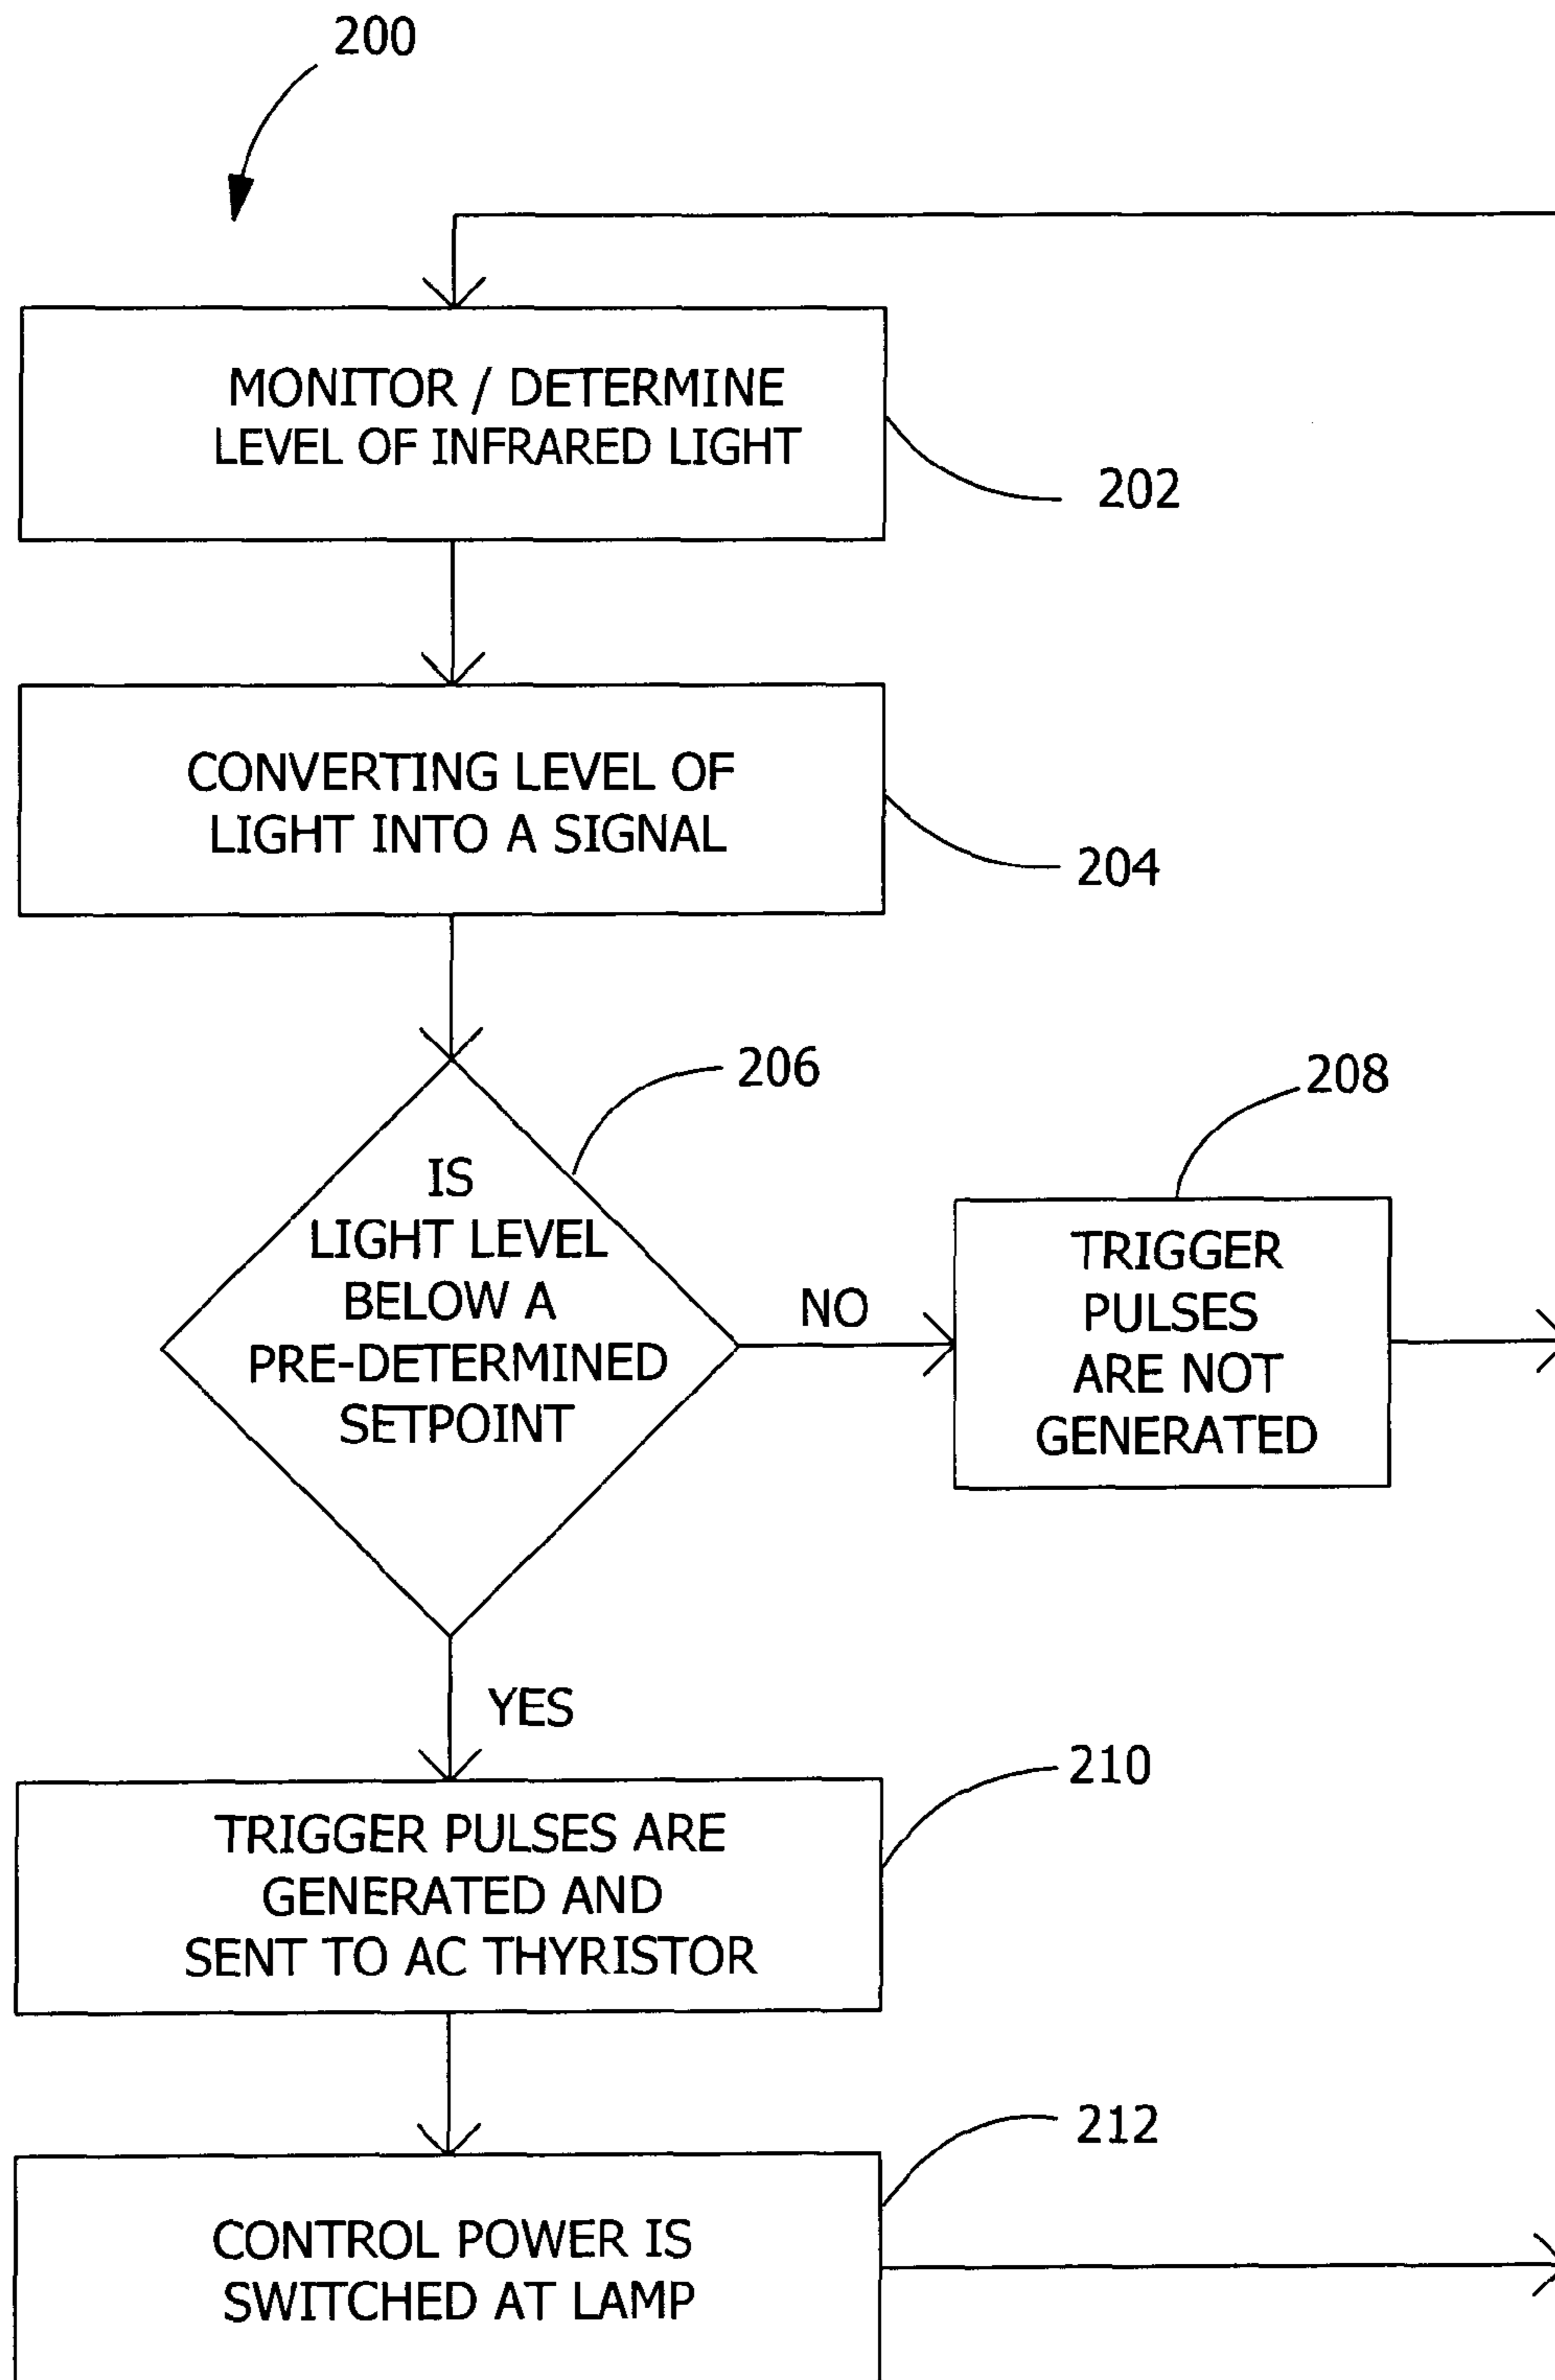 200
MONITOR / DETERMINE
LEVEL OF INFRARED LIGHT
202
CONVERTING LEVEL OF
LIGHT INTO A SIGNAL
204
206
IS
LIGHT LEVEL
BELOW A
PRE-DETERMINED
SETPOINT
NO
208
TRIGGER
PULSES
ARE NOT
GENERATED
YES
210
TRIGGER PULSES ARE
GENERATED AND
SENT TO AC THYRISTOR
212
CONTROL POWER IS
SWITCHED AT LAMP